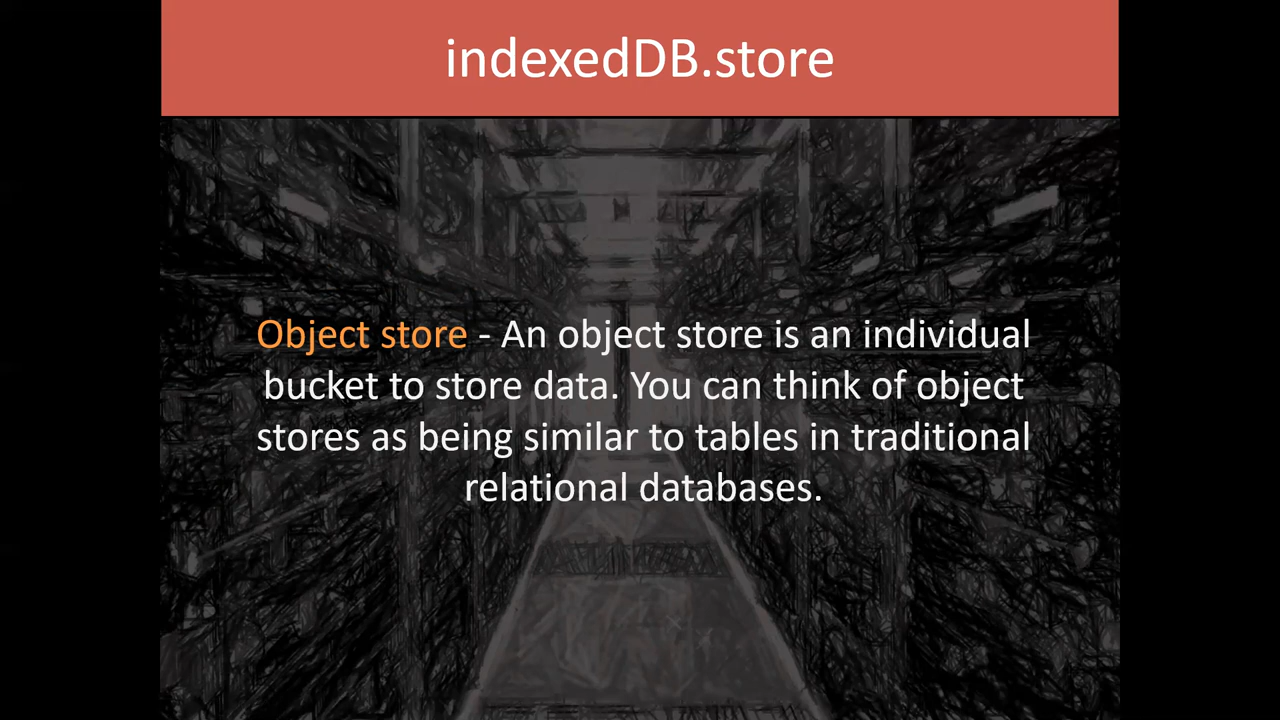 indexedDB.store
Object store - An object store is an individual
bucket to store data. You can think of object
stores as being similar to tables in traditional
relational databases.